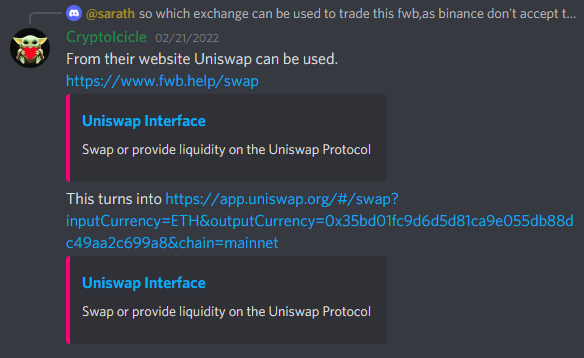 @sarath so which exchange can be used to trade this fwb,as binance don't accept t...
CryptoIcicle 02/21/2022
From their website Uniswap can be used.
https://www.fwb.help/swap
Uniswap Interface
Swap or provide liquidity on the Uniswap Protocol
This turns into https://app.uniswap.org/#/swap?
inputCurrency=ETH&outputCurrency=0x35bd01fc9d6d5d81ca9e055db88d
c49aa2c699a8&chain=mainnet
Uniswap Interface
Swap or provide liquidity on the Uniswap Protocol